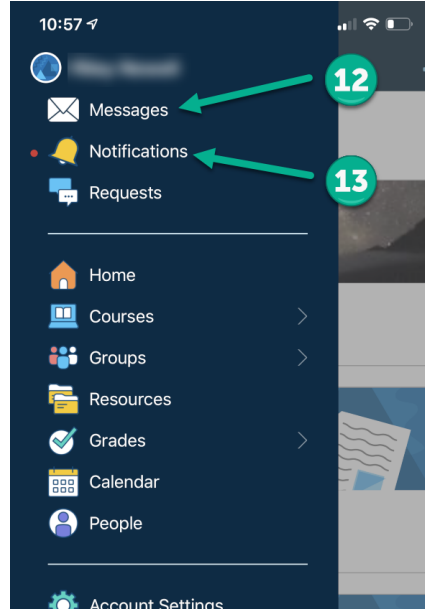 10:57
12
Messages
Notifications
13
Requests
Home
Courses
Groups
Resources
Grades
Calendar
People
Account Settings